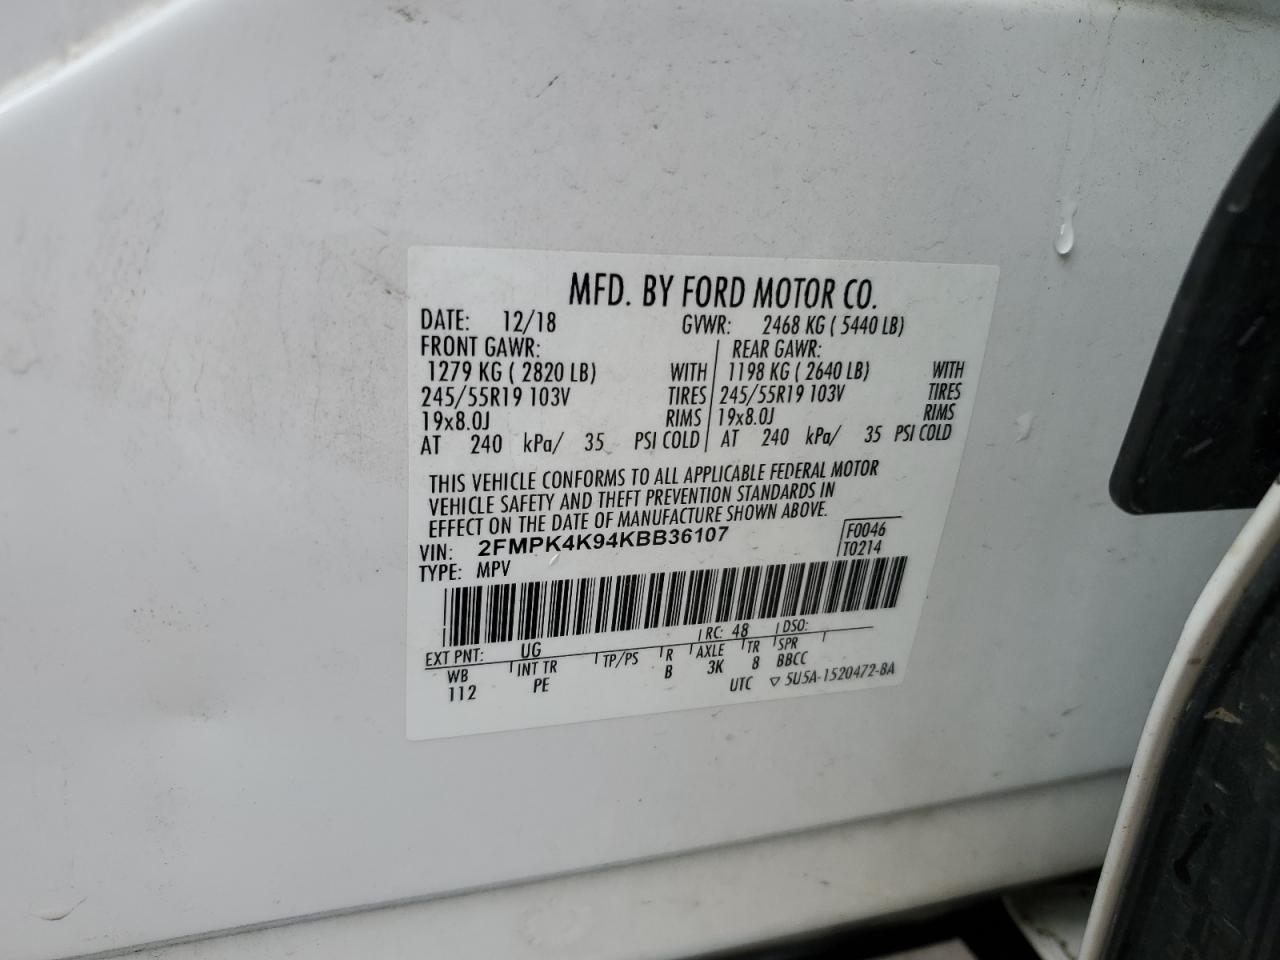 MFD. BY FORD MOTOR CO.
DATE: 12/18 GVWR: 2468 KG ( 5440 LB)
FRONT GAWR: REAR GAWR:
1279 KG ( 2820 LB) WITH 1198 KG ( 2640 LB) WITH
245/55R19 103V TIRES 245/55R19 103V TIRES
19x8.0J RIMS 19x8.0J RIMS
AT 240 kPa/ 35 PSI COLD AT 240 kPa/ 35 PSI COLD
THIS VEHICLE CONFORMS TO ALL APPLICABLE FEDERAL MOTOR
VEHICLE SAFETY AND THEFT PREVENTION STANDARDS IN
EFFECT ON THE DATE OF MANUFACTURE SHOWN ABOVE.
VIN: 2FMPK4K94KBB36107 F0046
TYPE: MPV T0214
EXT PNT: UG RC: 48 DSO:
WB INT TR TP/PS R AXLE TR SPR
112 PE B 3K 8 BBCC
UTC ▽ 5U5A-1520472-BA